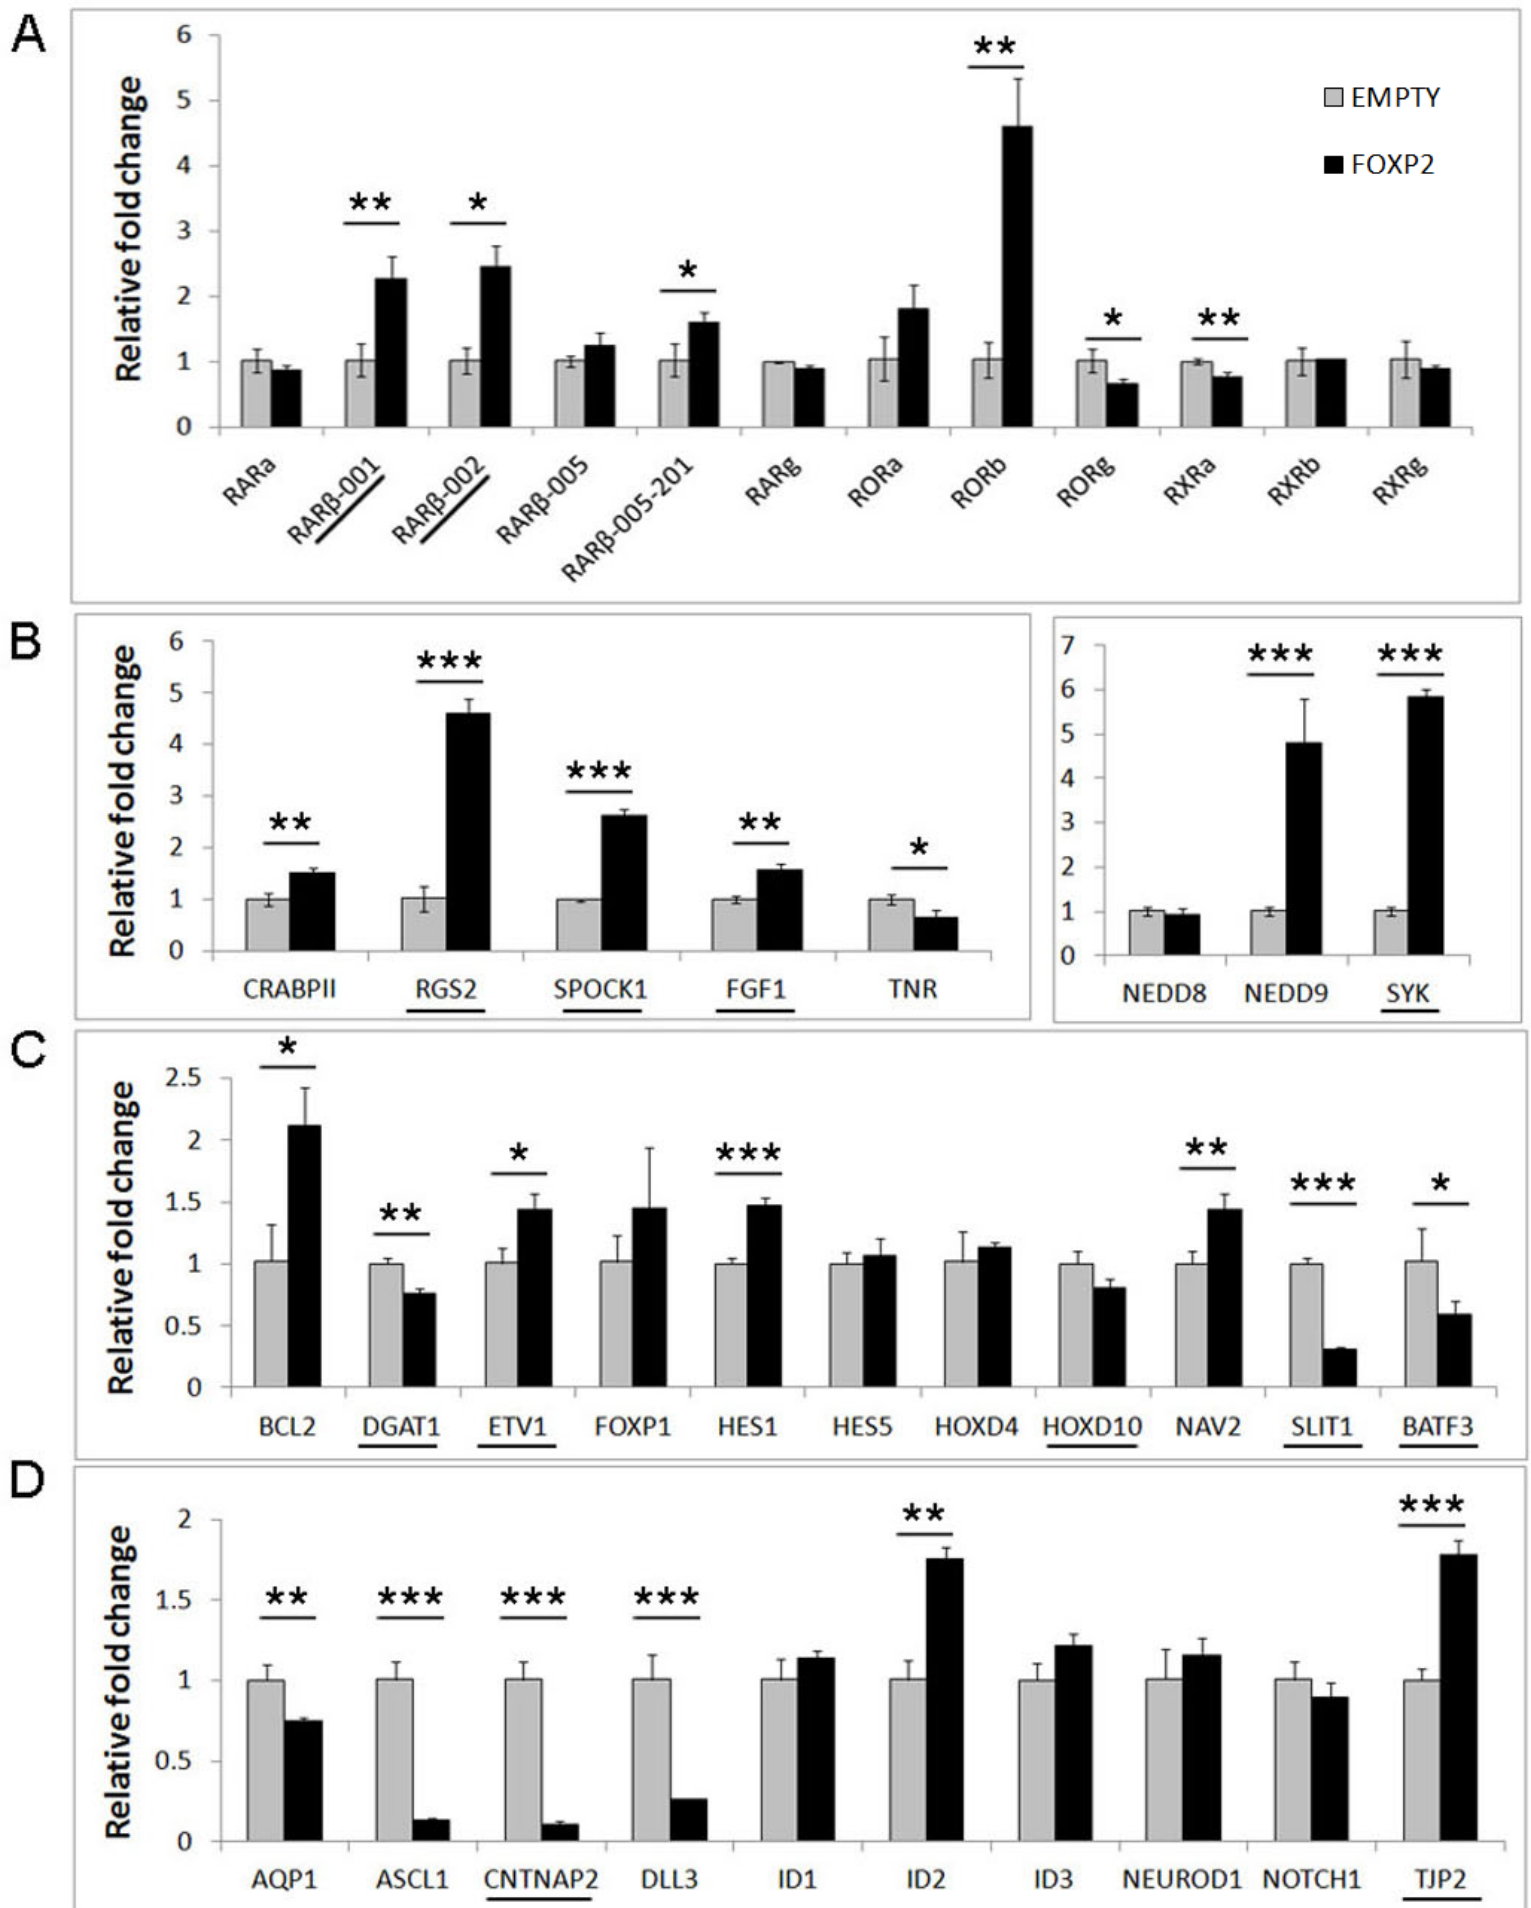 A
Relative fold change
6
5
4
3
2
1
0
**
*
*
**
*
**
EMPTY
FOXP2
RARa
RARβ-001
RARβ-002
RARβ-005
RARβ-005-201
RARg
RORa
RORb
RORg
RXRa
RXRb
RXRg
B
Relative fold change
6
5
4
3
2
1
0
**
***
***
**
*
CRABPII RGS2 SPOCK1 FGF1 TNR
7
6
5
4
3
2
1
0
*** ***
NEDD8 NEDD9 SYK
C
Relative fold change
2.5
2
1.5
1
0.5
0
*
**
*
***
**
***
*
BCL2 DGAT1 ETV1 FOXP1 HES1 HES5 HOXD4 HOXD10 NAV2 SLIT1 BATF3
D
Relative fold change
2
1.5
1
0.5
0
**
***
***
***
**
***
AQP1 ASCL1 CNTNAP2 DLL3 ID1 ID2 ID3 NEUROD1 NOTCH1 TJP2